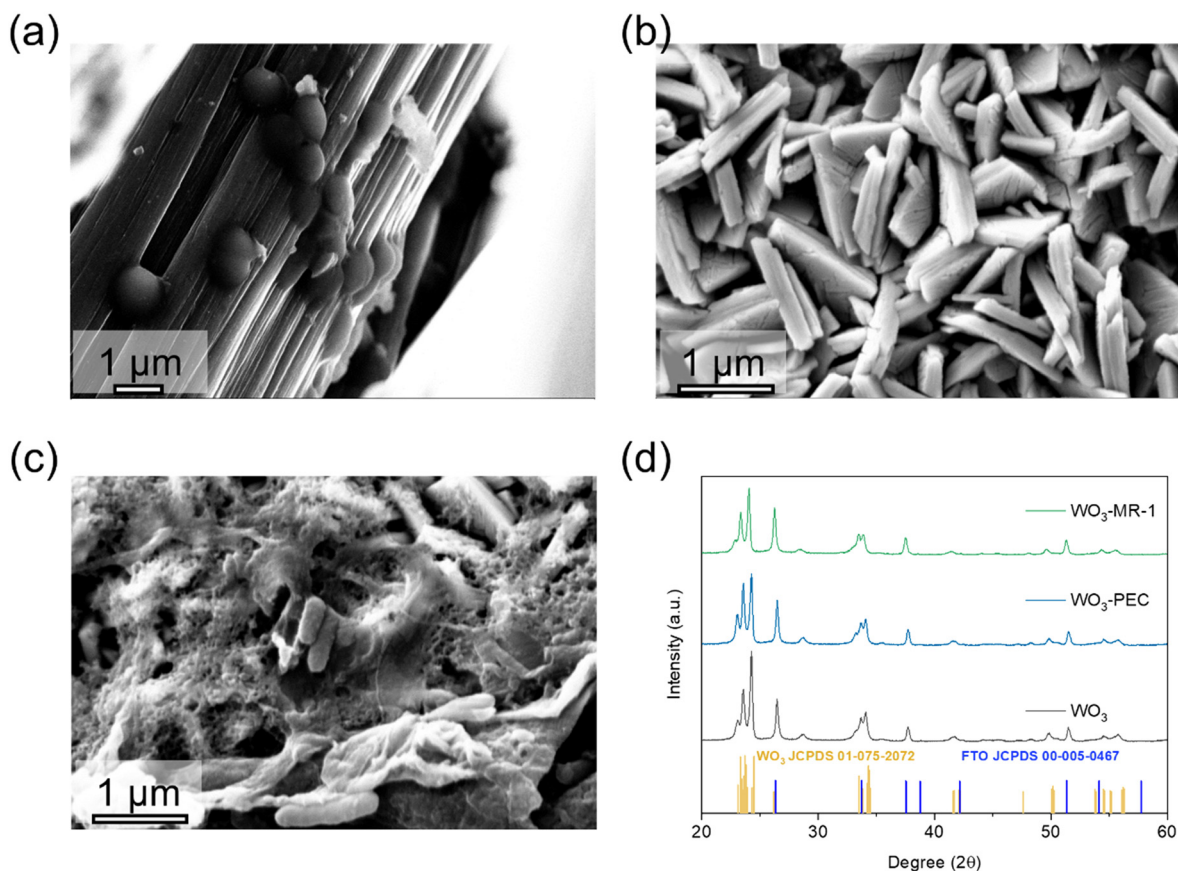 (a)
1 μm
(b)
1 μm
(c)
1 μm
(d)
WO₃-MR-1
WO₃-PEC
WO₃
WO₃ JCPDS 01-075-2072
FTO JCPDS 00-005-0467
Intensity (a.u.)
20
30
40
50
60
Degree (2θ)